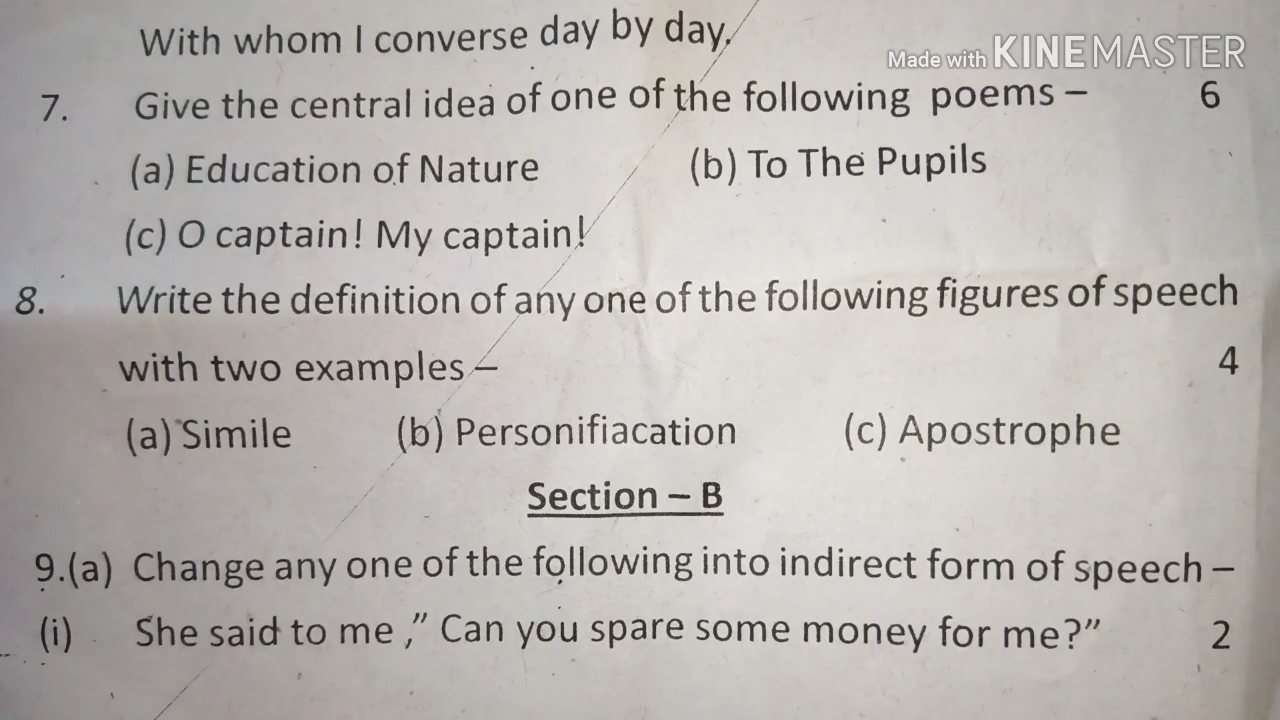 With whom I converse day by day,
Made with KINEMASTER
7. Give the central idea of one of the following poems – 6
(a) Education of Nature (b) To The Pupils
(c) O captain! My captain!
8. Write the definition of any one of the following figures of speech
with two examples – 4
(a) Simile (b) Personifiacation (c) Apostrophe
Section – B
9.(a) Change any one of the following into indirect form of speech –
(i) She said to me ,” Can you spare some money for me?” 2